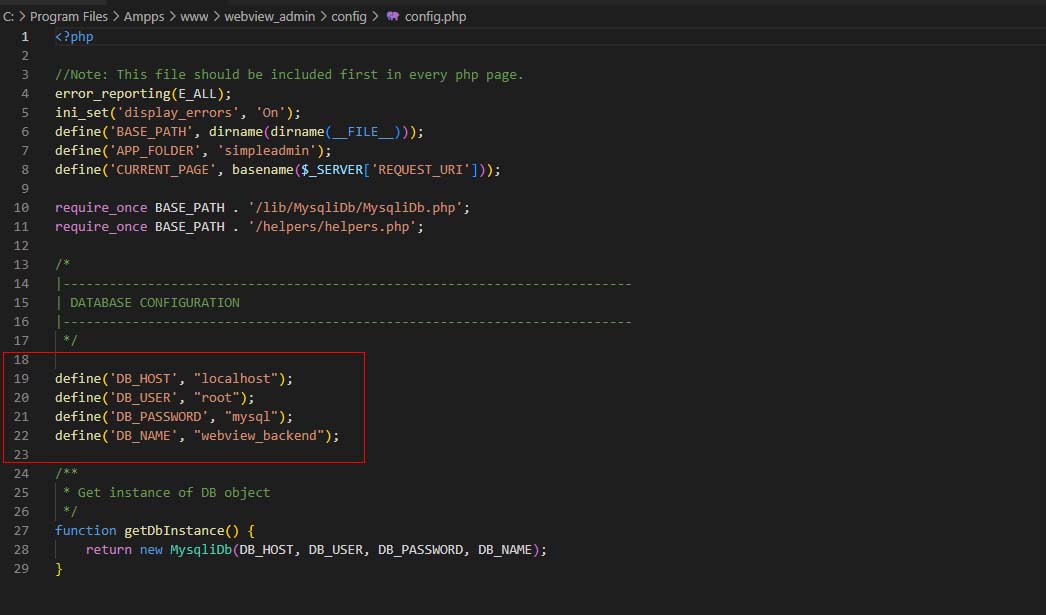 C: > Program Files > Ampps > www > webview_admin > config > config.php
1 <?php
2
3 //Note: This file should be included first in every php page.
4 error_reporting(E_ALL);
5 ini_set('display_errors', 'On');
6 define('BASE_PATH', dirname(dirname(__FILE__)));
7 define('APP_FOLDER', 'simpleadmin');
8 define('CURRENT_PAGE', basename($_SERVER['REQUEST_URI']));
9
10 require_once BASE_PATH . '/lib/MysqliDb/MysqliDb.php';
11 require_once BASE_PATH . '/helpers/helpers.php';
12
13 /*
14 |--------------------------------------------------------------------------
15 | DATABASE CONFIGURATION
16 |--------------------------------------------------------------------------
17  */
18
19 define('DB_HOST', "localhost");
20 define('DB_USER', "root");
21 define('DB_PASSWORD', "mysql");
22 define('DB_NAME', "webview_backend");
23
24 /**
25  * Get instance of DB object
26  */
27 function getDbInstance() {
28     return new MysqliDb(DB_HOST, DB_USER, DB_PASSWORD, DB_NAME);
29 }